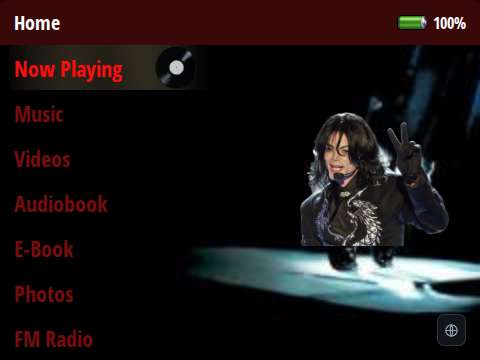 Home
100%
Now Playing
Music
Videos
Audiobook
E-Book
Photos
FM Radio